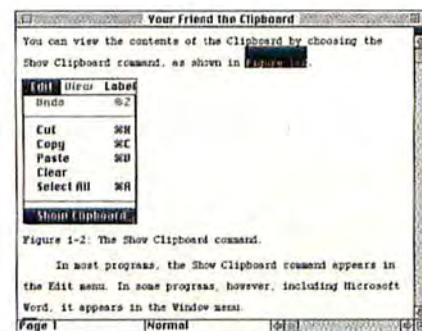 Your Friend the Clipboard
You can view the contents of the Clipboard by choosing the
Show Clipboard command, as shown in Figure 1-2.
Edit View Label
Undo ⌘Z
Cut ⌘X
Copy ⌘C
Paste ⌘V
Clear
Select All ⌘A
Show Clipboard
Figure 1-2: The Show Clipboard command.
In most programs, the Show Clipboard command appears in
the Edit menu. In some programs, however, including Microsoft
Word, it appears in the Window menu.
Page 1 Normal